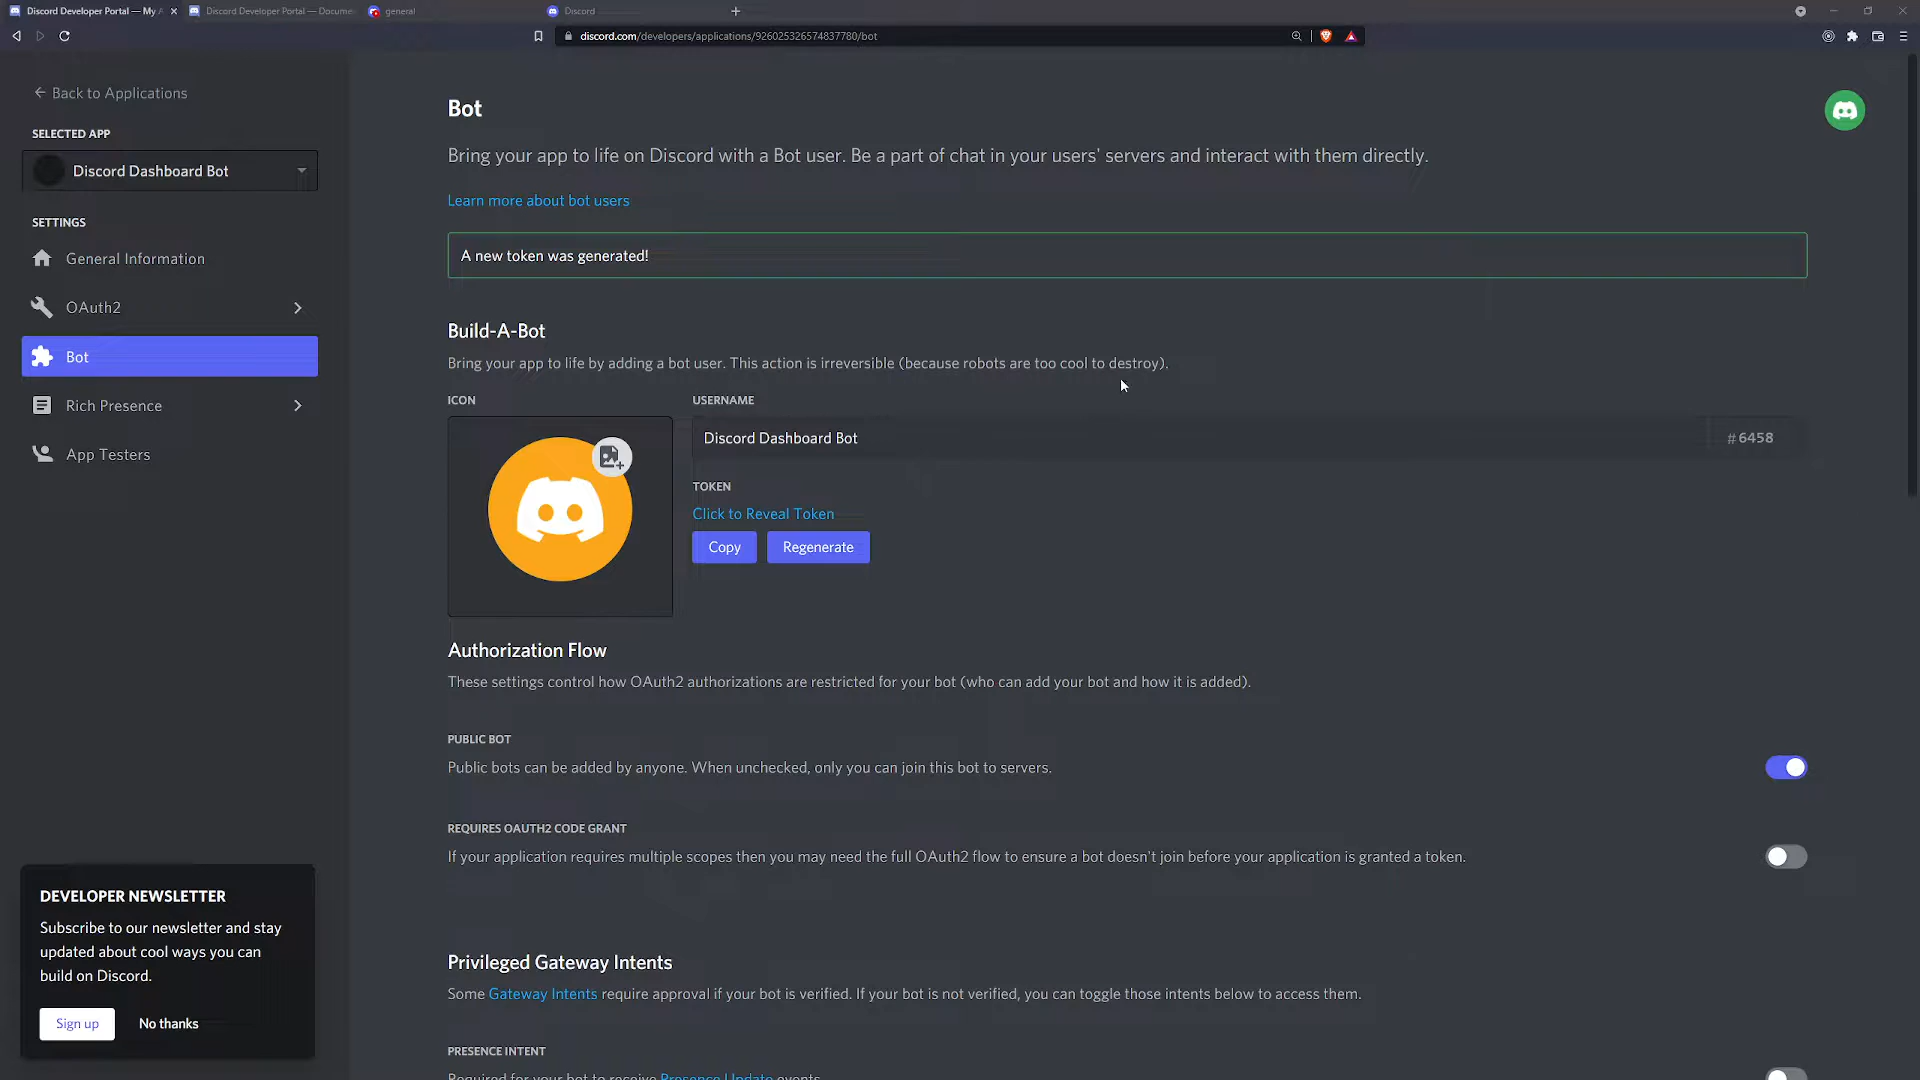 Discord Developer Portal — My A
Discord Developer Portal — Docume
general
Discord
discord.com/developers/applications/926025326574837780/bot
Back to Applications
SELECTED APP
Discord Dashboard Bot
SETTINGS
General Information
OAuth2
Bot
Rich Presence
App Testers
DEVELOPER NEWSLETTER
Subscribe to our newsletter and stay
updated about cool ways you can
build on Discord.
Sign up
No thanks
Bot
Bring your app to life on Discord with a Bot user. Be a part of chat in your users' servers and interact with them directly.
Learn more about bot users
A new token was generated!
Build-A-Bot
Bring your app to life by adding a bot user. This action is irreversible (because robots are too cool to destroy).
ICON
USERNAME
Discord Dashboard Bot
#6458
TOKEN
Click to Reveal Token
Copy
Regenerate
Authorization Flow
These settings control how OAuth2 authorizations are restricted for your bot (who can add your bot and how it is added).
PUBLIC BOT
Public bots can be added by anyone. When unchecked, only you can join this bot to servers.
REQUIRES OAUTH2 CODE GRANT
If your application requires multiple scopes then you may need the full OAuth2 flow to ensure a bot doesn't join before your application is granted a token.
Privileged Gateway Intents
Some Gateway Intents require approval if your bot is verified. If your bot is not verified, you can toggle those intents below to access them.
PRESENCE INTENT
Required for your bot to receive Presence Update events.